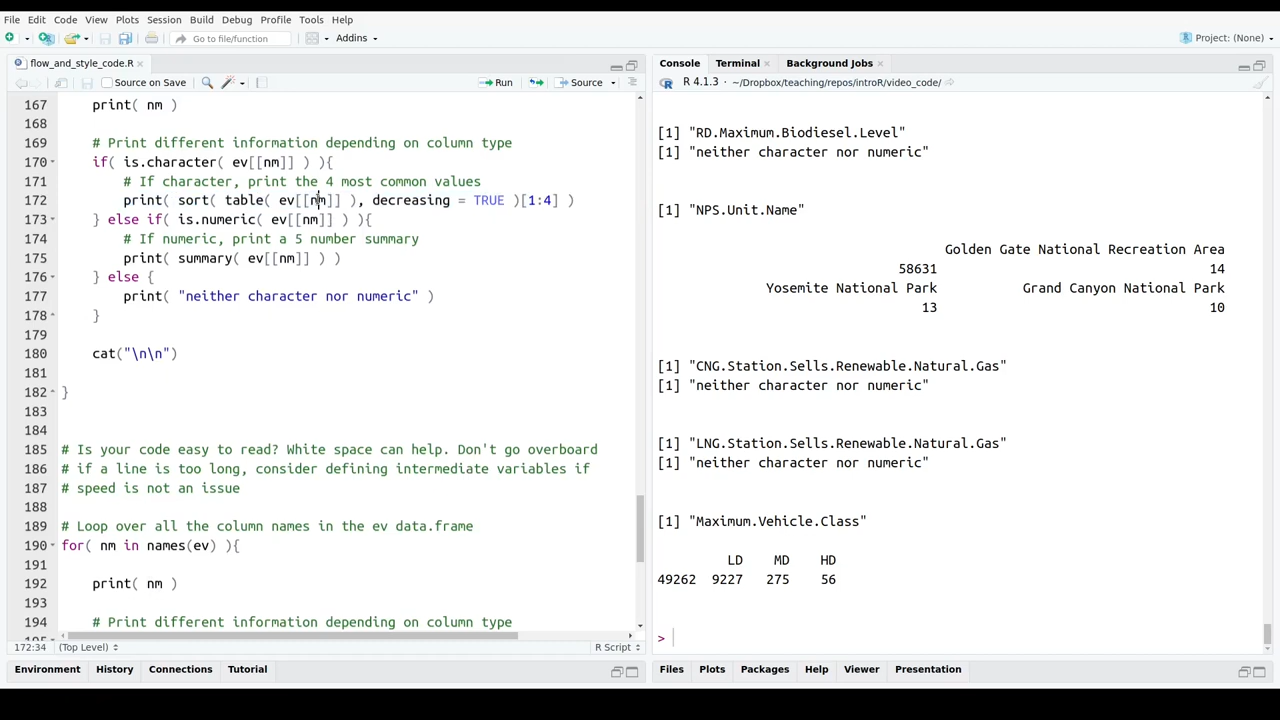 File Edit Code View Plots Session Build Debug Profile Tools Help
Go to file/function Addins Project: (None)
flow_and_style_code.R
Source on Save Run Source
167 print( nm )
168
169 # Print different information depending on column type
170 if( is.character( ev[[nm]] ) ){
171 # If character, print the 4 most common values
172 print( sort( table( ev[[nm]] ), decreasing = TRUE )[1:4] )
173 } else if( is.numeric( ev[[nm]] ) ){
174 # If numeric, print a 5 number summary
175 print( summary( ev[[nm]] ) )
176 } else {
177 print( "neither character nor numeric" )
178 }
179
180 cat("\n\n")
181
182 }
183
184
185 # Is your code easy to read? White space can help. Don't go overboard
186 # if a line is too long, consider defining intermediate variables if
187 # speed is not an issue
188
189 # Loop over all the column names in the ev data.frame
190 for( nm in names(ev) ){
191
192 print( nm )
193
194 # Print different information depending on column type
172:34 (Top Level) R Script
Environment History Connections Tutorial
Console Terminal Background Jobs
R 4.1.3 · ~/Dropbox/teaching/repos/introR/video_code/
[1] "RD.Maximum.Biodiesel.Level"
[1] "neither character nor numeric"
[1] "NPS.Unit.Name"
Golden Gate National Recreation Area
58631 14
Yosemite National Park Grand Canyon National Park
13 10
[1] "CNG.Station.Sells.Renewable.Natural.Gas"
[1] "neither character nor numeric"
[1] "LNG.Station.Sells.Renewable.Natural.Gas"
[1] "neither character nor numeric"
[1] "Maximum.Vehicle.Class"
LD MD HD
49262 9227 275 56
>
Files Plots Packages Help Viewer Presentation